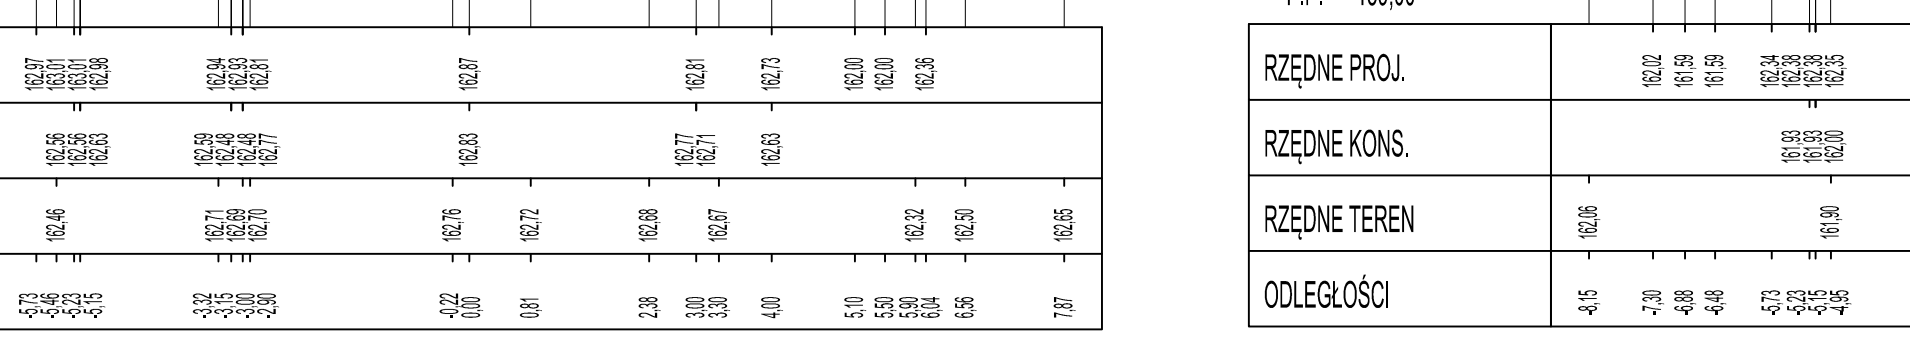 162,97 163,01 163,01 162,98 162,94 162,93 162,81 162,87 162,81 162,73 162,00 162,00 162,36
162,56 162,56 162,63 162,59 162,48 162,48 162,77 162,83 162,77 162,71 162,63
162,46 162,71 162,69 162,70 162,76 162,72 162,68 162,67 162,32 162,50 162,65
-5,73 -5,46 -5,23 -5,15 -3,32 -3,15 -3,00 -2,90 -0,22 0,00 0,81 2,38 3,00 3,30 4,00 5,10 5,50 5,90 6,04 6,56 7,87
RZĘDNE PROJ. 162,02 161,59 161,59 162,34 162,38 162,38 162,35
RZĘDNE KONS. 161,93 161,93 162,00
RZĘDNE TEREN 162,06 161,90
ODLEGŁOŚCI -8,15 -7,30 -6,88 -6,48 -5,73 -5,23 -5,15 -4,95